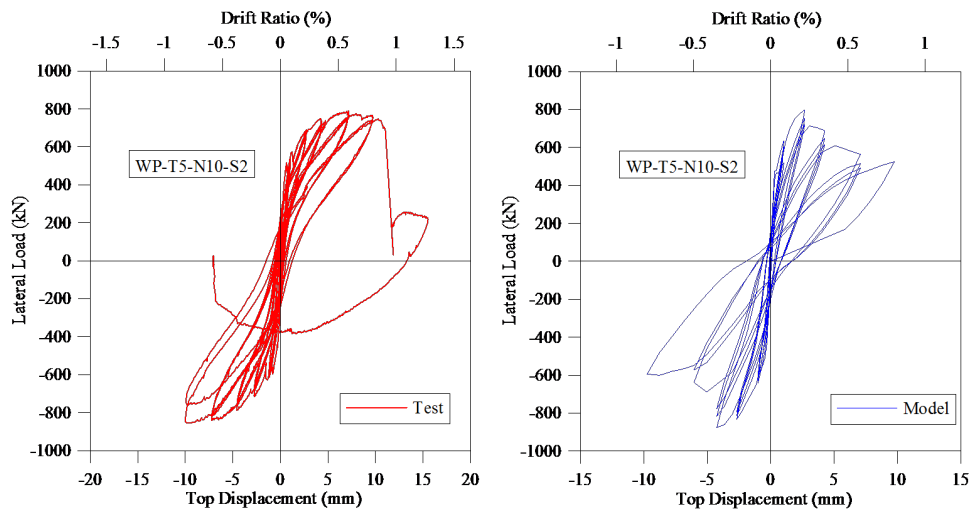 Drift Ratio (%)
-1.5 -1 -0.5 0 0.5 1 1.5
1000
800
600
400
200
0
-200
-400
-600
-800
-1000
Lateral Load (kN)
WP-T5-N10-S2
Test
-20 -15 -10 -5 0 5 10 15 20
Top Displacement (mm)
Drift Ratio (%)
-1 -0.5 0 0.5 1
1000
800
600
400
200
0
-200
-400
-600
-800
-1000
Lateral Load (kN)
WP-T5-N10-S2
Model
-15 -10 -5 0 5 10 15
Top Displacement (mm)